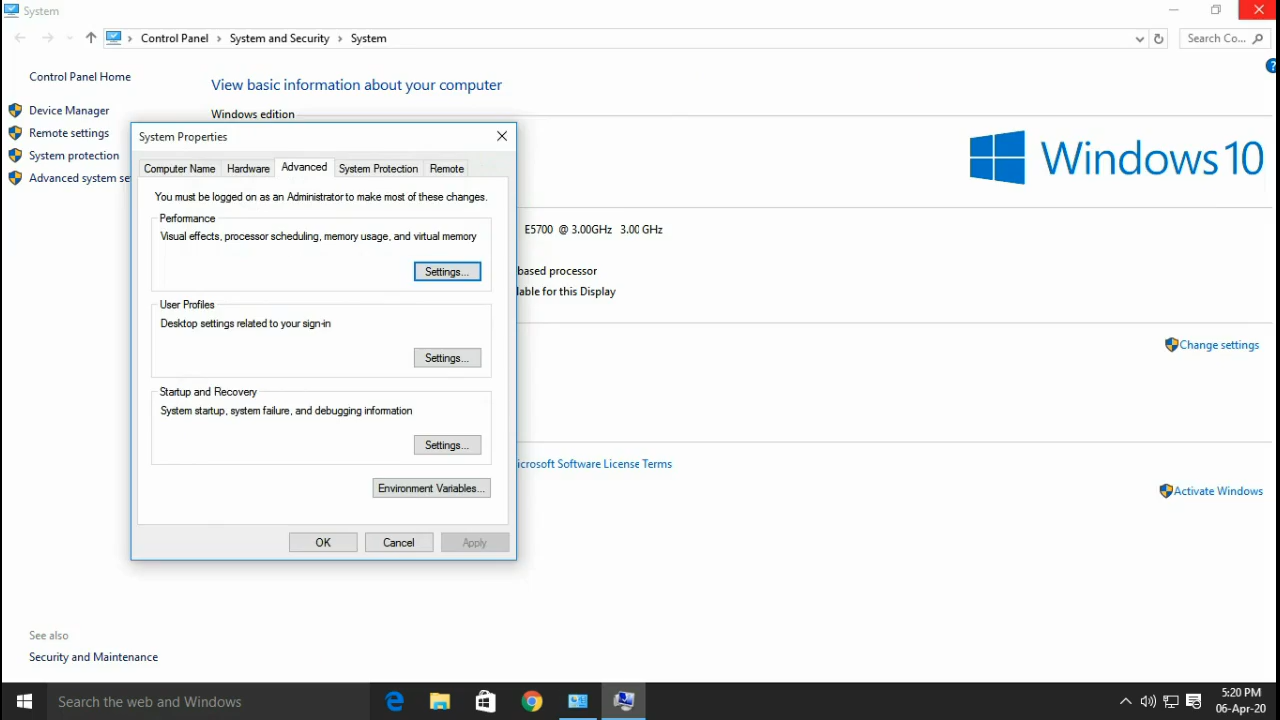 System
Control Panel > System and Security > System
Search Co...
Control Panel Home
Device Manager
Remote settings
System protection
Advanced system se
View basic information about your computer
Windows edition
Windows 10
System Properties
Computer Name Hardware Advanced System Protection Remote
You must be logged on as an Administrator to make most of these changes.
Performance
Visual effects, processor scheduling, memory usage, and virtual memory
Settings...
User Profiles
Desktop settings related to your sign-in
Settings...
Startup and Recovery
System startup, system failure, and debugging information
Settings...
Environment Variables...
OK Cancel Apply
E5700 @ 3.00GHz 3.00 GHz
based processor
lable for this Display
Change settings
icrosoft Software License Terms
Activate Windows
See also
Security and Maintenance
Search the web and Windows
5:20 PM
06-Apr-20